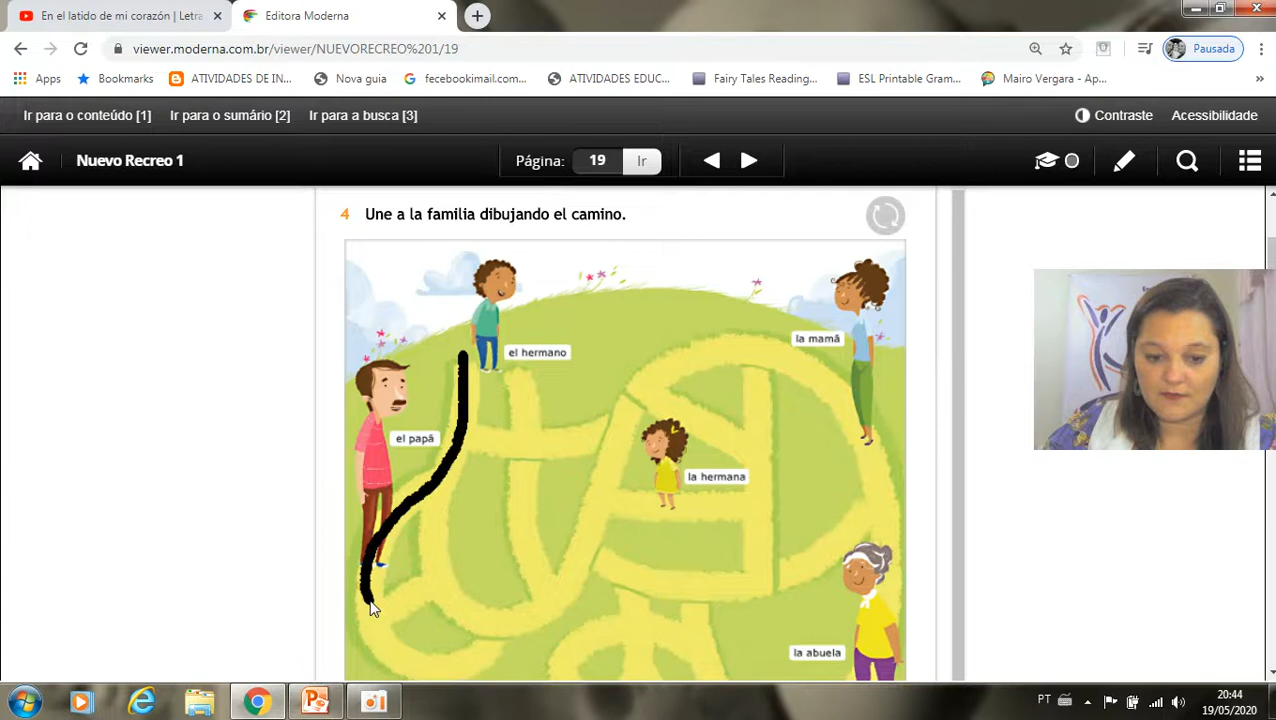 En el latido de mi corazón | Letra
Editora Moderna
viewer.moderna.com.br/viewer/NUEVORECREO%201/19
Pausada
Apps
Bookmarks
ATIVIDADES DE IN...
Nova guia
fecebookimail.com...
ATIVIDADES EDUC...
Fairy Tales Reading...
ESL Printable Gram...
Mairo Vergara - Ap...
»
Ir para o conteúdo [1]
Ir para o sumário [2]
Ir para a busca [3]
Contraste
Acessibilidade
Nuevo Recreo 1
Página: 19 Ir
4 Une a la familia dibujando el camino.
la mamá
el hermano
el papá
la hermana
la abuela
PT
20:44
19/05/2020